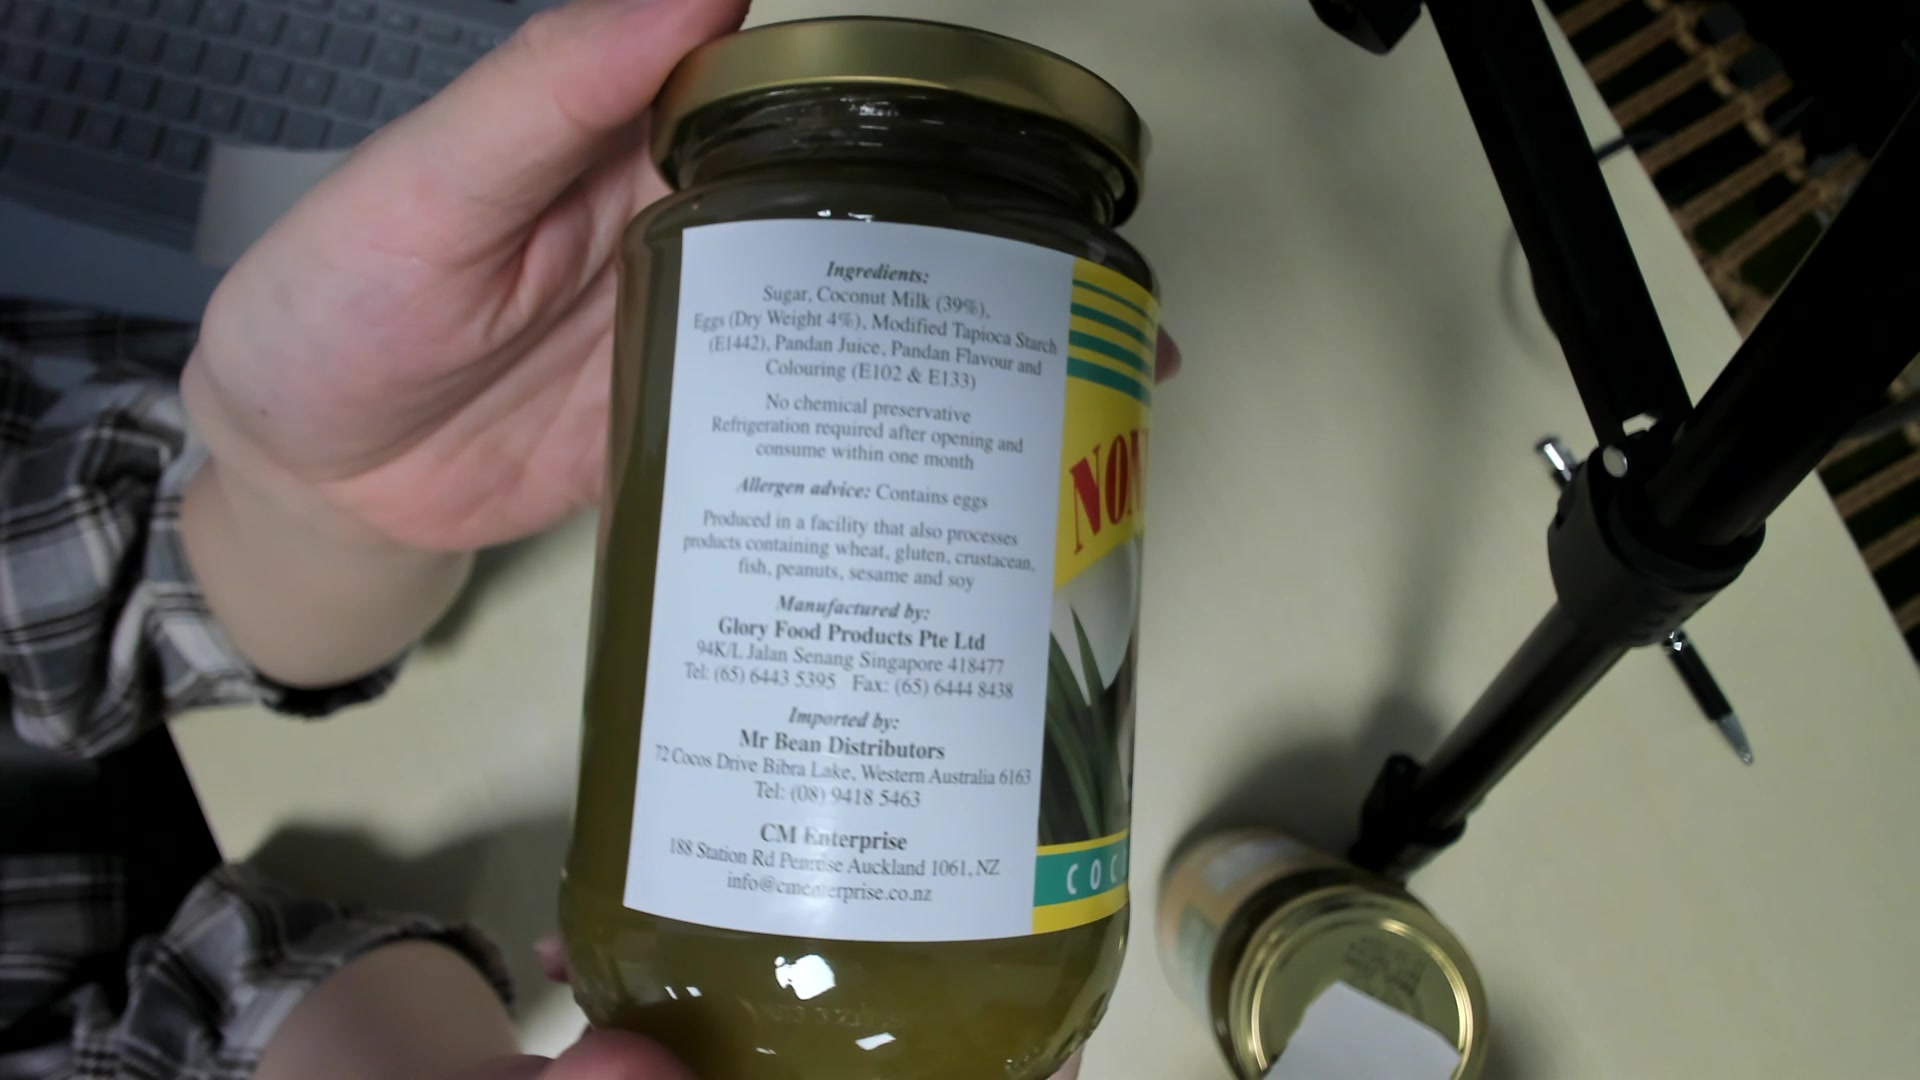 Ingredients:
Sugar, Coconut Milk (39%),
Eggs (Dry Weight 4%), Modified Tapioca Starch
(E1442), Pandan Juice, Pandan Flavour and
Colouring (E102 & E133)
No chemical preservative
Refrigeration required after opening and
consume within one month
Allergen advice: Contains eggs
Produced in a facility that also processes
products containing wheat, gluten, crustacean,
fish, peanuts, sesame and soy
Manufactured by:
Glory Food Products Pte Ltd
94K/L Jalan Senang Singapore 418477
Tel: (65) 6443 5395 Fax: (65) 6444 8438
Imported by:
Mr Bean Distributors
72 Cocos Drive Bibra Lake, Western Australia 6163
Tel: (08) 9418 5463
CM Enterprise
188 Station Rd Penrose Auckland 1061, NZ
info@cmenterprise.co.nz
NON
COC